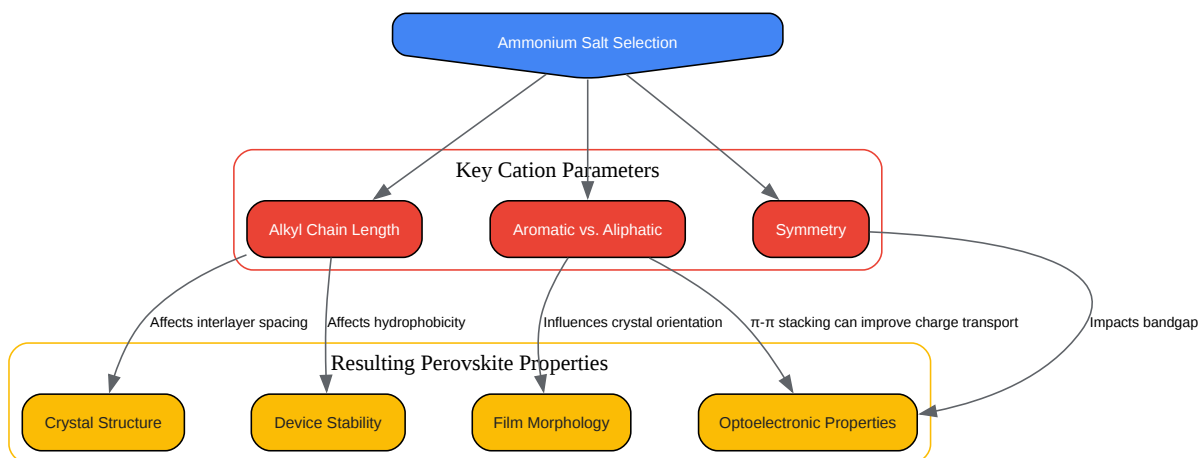 Ammonium Salt Selection
Key Cation Parameters
Alkyl Chain Length
Aromatic vs. Aliphatic
Symmetry
Affects interlayer spacing
Affects hydrophobicity
Influences crystal orientation
π-π stacking can improve charge transport
Impacts bandgap
Resulting Perovskite Properties
Crystal Structure
Device Stability
Film Morphology
Optoelectronic Properties